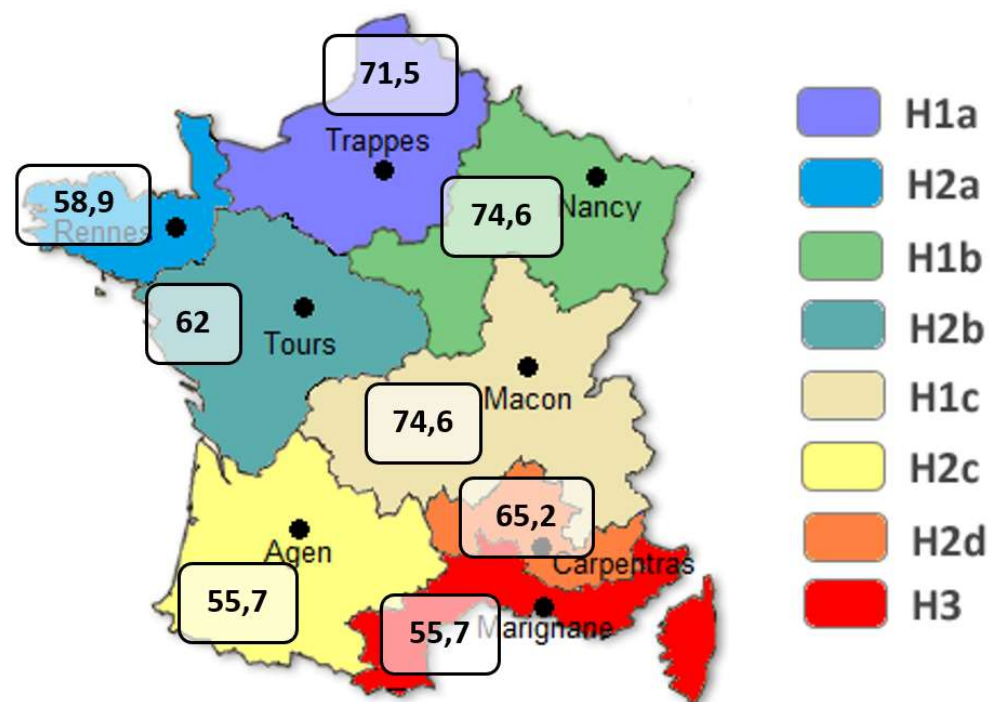 71,5
Trappes
58,9
Rennes
74,6
Nancy
62
Tours
Macon
74,6
65,2
Agen
Carpentras
55,7
55,7
Marignane
H1a
H2a
H1b
H2b
H1c
H2c
H2d
H3